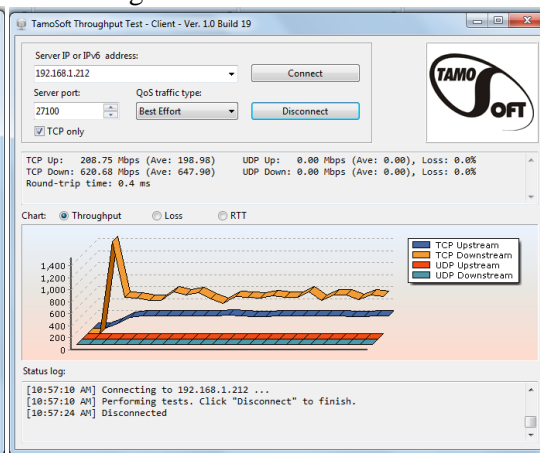 TamoSoft Throughput Test - Client - Ver. 1.0 Build 19
Server IP or IPv6 address:
192.168.1.212
Connect
Server port:
QoS traffic type:
27100
Best Effort
Disconnect
TCP only
TAMO
SOFT
TCP Up: 208.75 Mbps (Ave: 198.98) UDP Up: 0.00 Mbps (Ave: 0.00), Loss: 0.0%
TCP Down: 620.68 Mbps (Ave: 647.90) UDP Down: 0.00 Mbps (Ave: 0.00), Loss: 0.0%
Round-trip time: 0.4 ms
Chart: Throughput Loss RTT
TCP Upstream
TCP Downstream
UDP Upstream
UDP Downstream
1,400
1,200
1,000
800
600
400
200
0
Status log:
[10:57:10 AM] Connecting to 192.168.1.212 ...
[10:57:10 AM] Performing tests. Click "Disconnect" to finish.
[10:57:24 AM] Disconnected